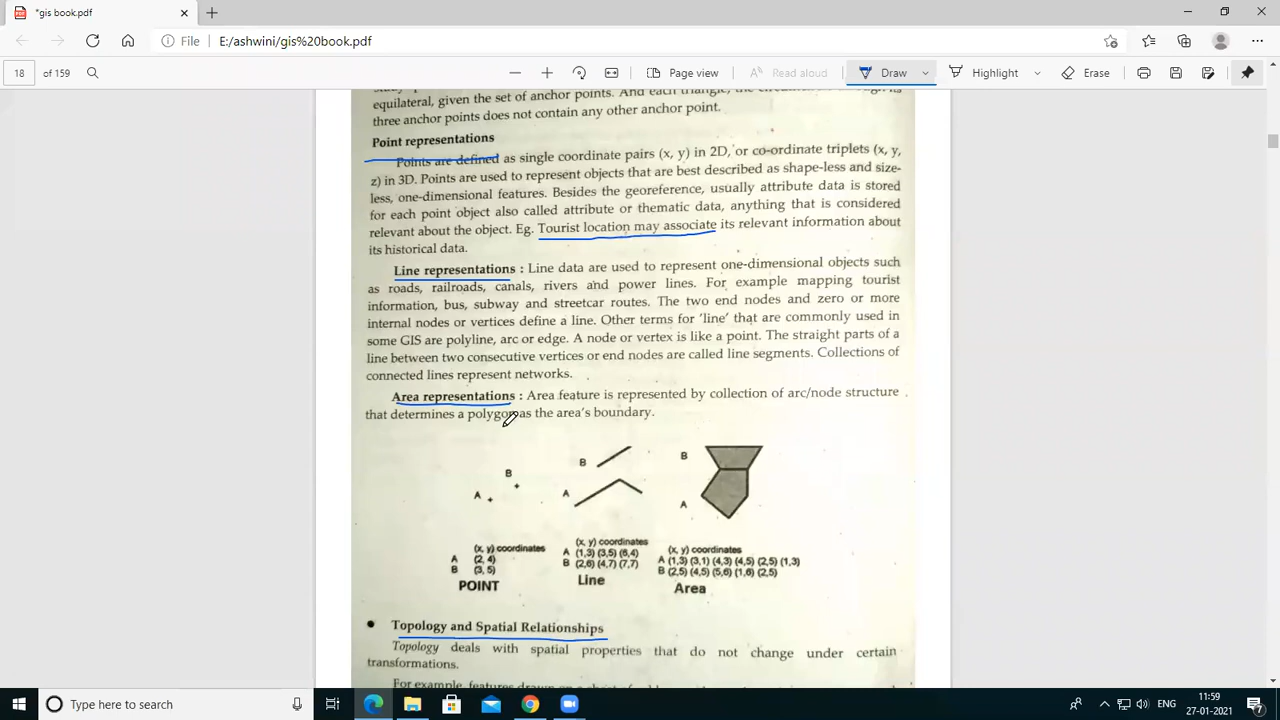 *gis book.pdf
File
E:/ashwini/gis%20book.pdf
18 of 159
Page view
Read aloud
Draw
Highlight
Erase
equilateral, given the set of anchor points. And each triangle, the
three anchor points does not contain any other anchor point.
Point representations
Points are defined as single coordinate pairs (x, y) in 2D, or co-ordinate triplets (x, y,
z) in 3D. Points are used to represent objects that are best described as shape-less and size-
less, one-dimensional features. Besides the georeference, usually attribute data is stored
for each point object also called attribute or thematic data, anything that is considered
relevant about the object. Eg. Tourist location may associate its relevant information about
its historical data.
Line representations : Line data are used to represent one-dimensional objects such
as roads, railroads, canals, rivers and power lines. For example mapping tourist
information, bus, subway and streetcar routes. The two end nodes and zero or more
internal nodes or vertices define a line. Other terms for 'line' that are commonly used in
some GIS are polyline, arc or edge. A node or vertex is like a point. The straight parts of a
line between two consecutive vertices or end nodes are called line segments. Collections of
connected lines represent networks.
Area representations : Area feature is represented by collection of arc/node structure
that determines a polygon as the area's boundary.
B
A
B
A
B
A
(x, y) coordinates
A (2, 4)
B (3, 5)
POINT
(x, y) coordinates
A (1,3) (3,5) (6,4)
B (2,6) (4,7) (7,7)
Line
(x, y) coordinates
A (1,3) (3,1) (4,3) (4,5) (2,5) (1,3)
B (2,5) (4,5) (5,6) (1,6) (2,5)
Area
• Topology and Spatial Relationships
Topology deals with spatial properties that do not change under certain
transformations.
For example, features drawn on a sheet of
Type here to search
ENG
11:59
27-01-2021